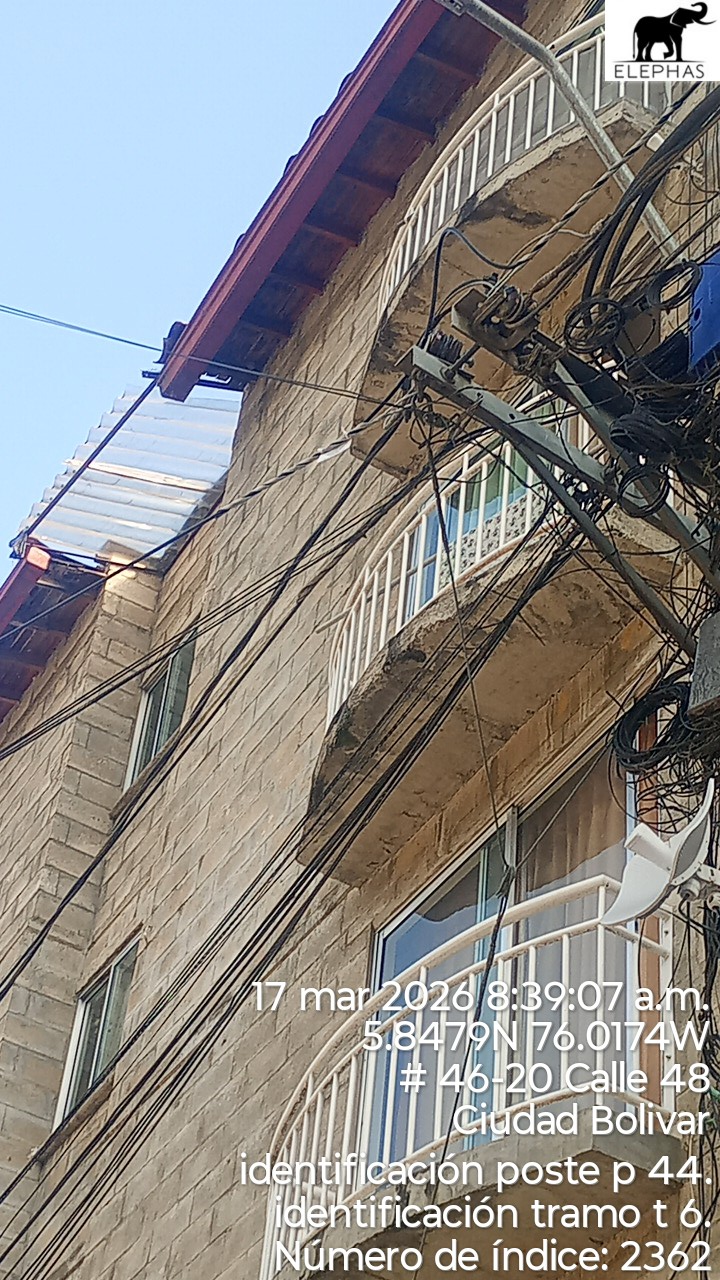 ELEPHAS
17 mar 2026 8:39:07 a.m.
5.8479N 76.0174W
# 46-20 Calle 48
Ciudad Bolivar
identificación poste p 44.
identificación tramo t 6.
Número de índice: 2362